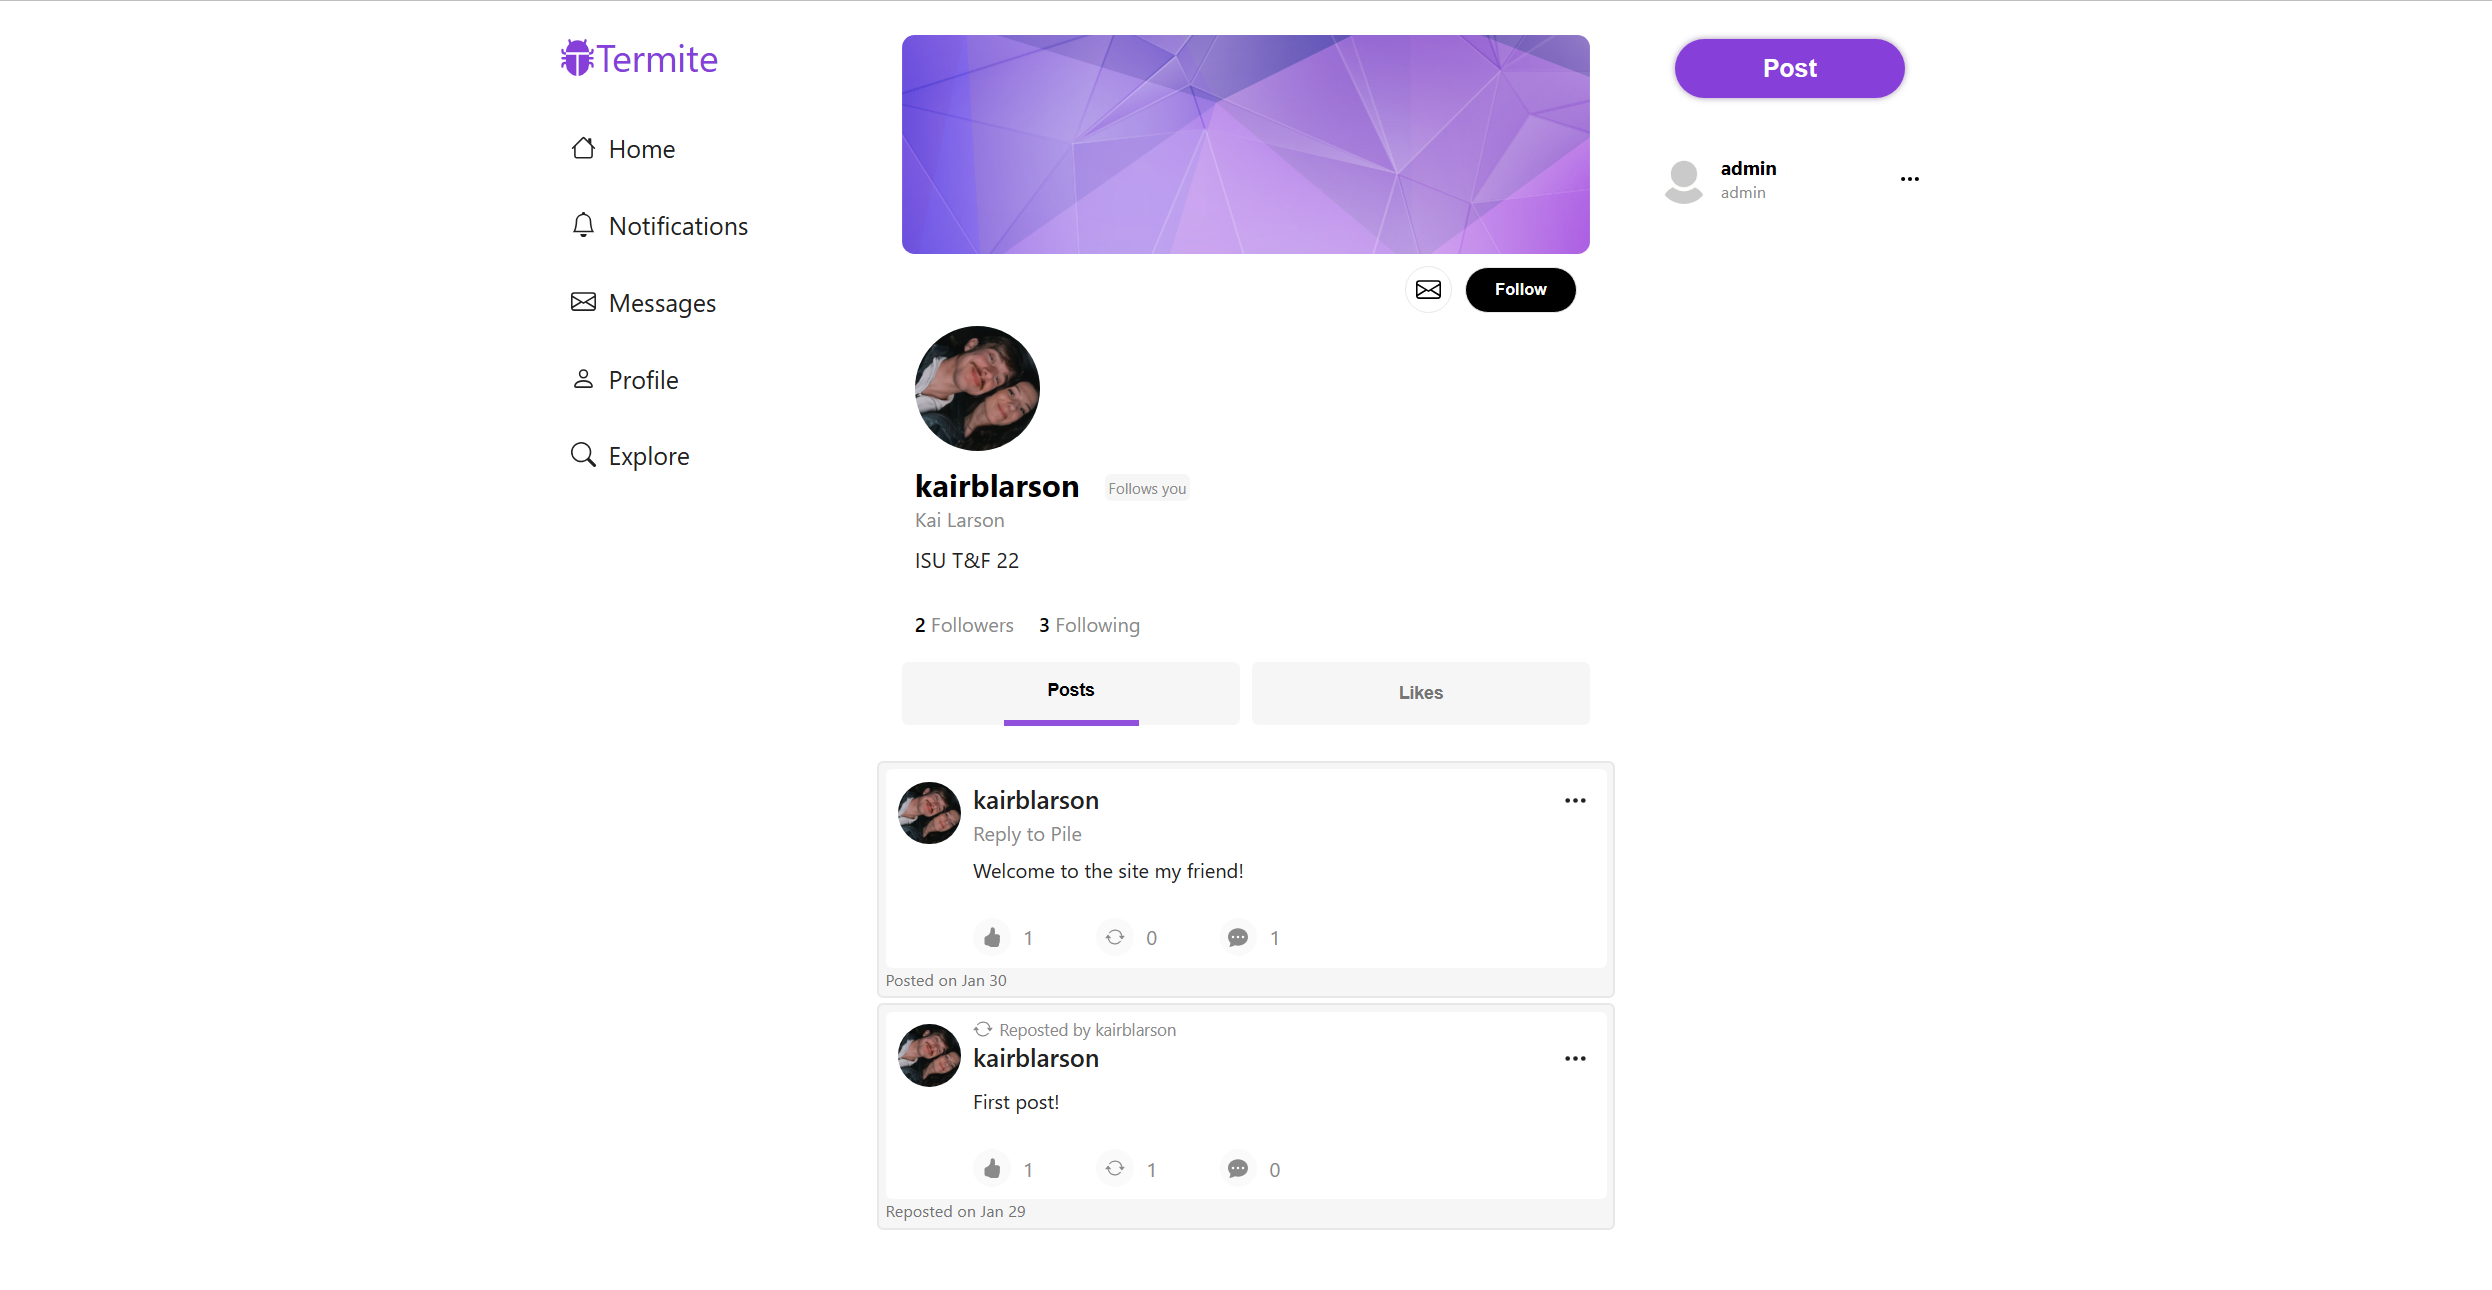 Termite
Home
Notifications
Messages
Profile
Explore
Follow
kairblarson Follows you
Kai Larson
ISU T&F 22
2 Followers 3 Following
Posts Likes
kairblarson
Reply to Pile
Welcome to the site my friend!
1 0 1
Posted on Jan 30
Reposted by kairblarson
kairblarson
First post!
1 1 0
Reposted on Jan 29
Post
admin
admin